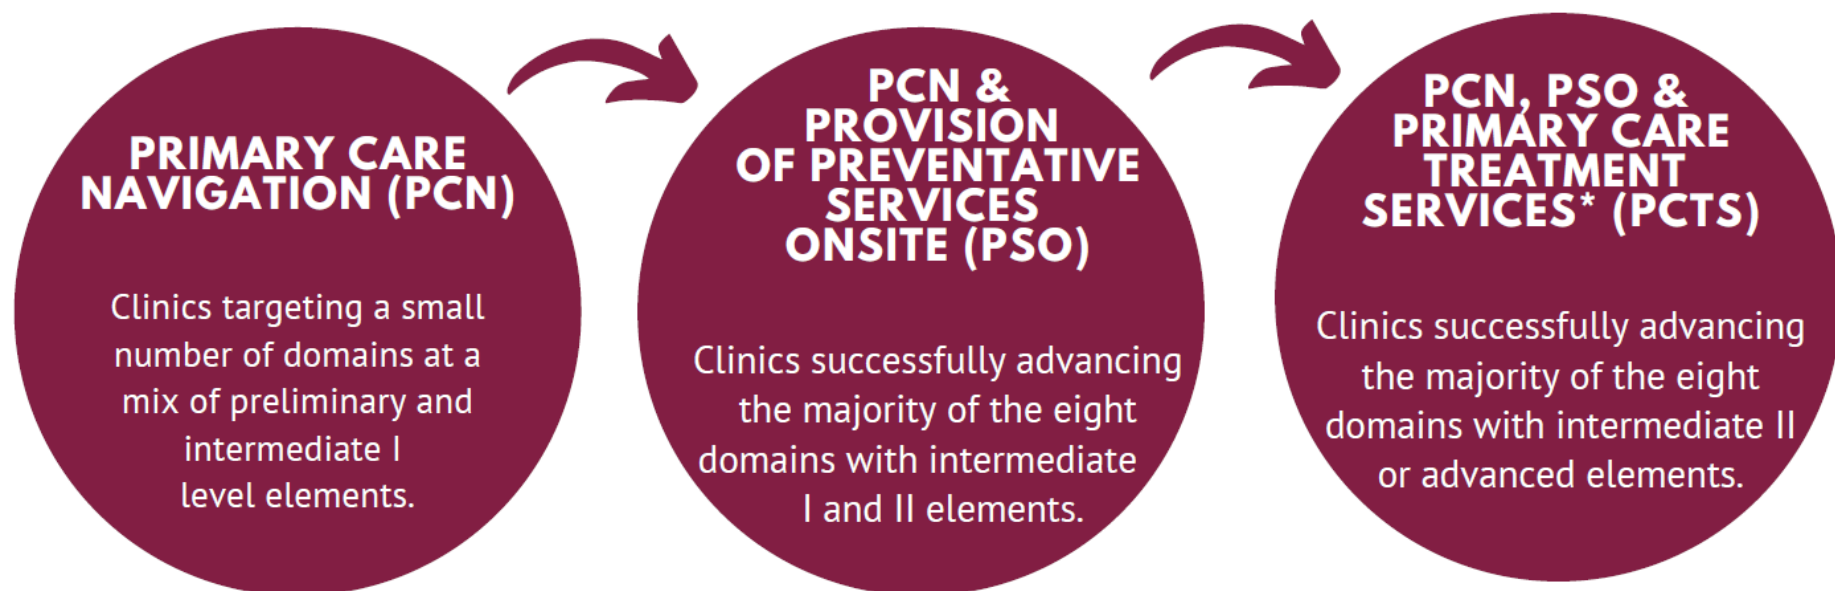 PRIMARY CARE
NAVIGATION (PCN)
Clinics targeting a small
number of domains at a
mix of preliminary and
intermediate I
level elements.
PCN &
PROVISION
OF PREVENTATIVE
SERVICES
ONSITE (PSO)
Clinics successfully advancing
the majority of the eight
domains with intermediate
I and II elements.
PCN, PSO &
PRIMARY CARE
TREATMENT
SERVICES* (PCTS)
Clinics successfully advancing
the majority of the eight
domains with intermediate II
or advanced elements.